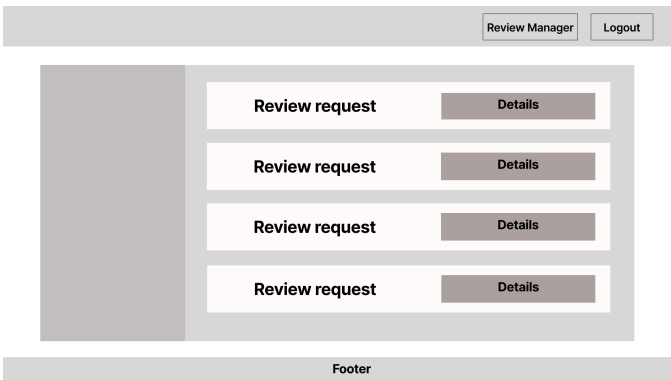 Review Manager
Logout
Review request
Details
Review request
Details
Review request
Details
Review request
Details
Footer